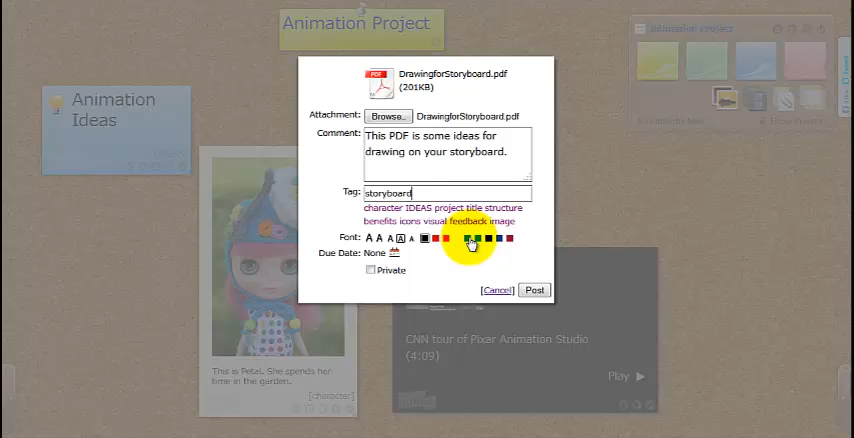 Animation Project
Animation
Ideas
Animation Project
PDF
DrawingforStoryboard.pdf
(201KB)
Attachment: Browse.. DrawingforStoryboard.pdf
Comment: This PDF is some ideas for
drawing on your storyboard.
Tag: storyboard
character IDEAS project title structure
benefits icons visual feedback image
Font: A A A A A
Due Date: None
Private
[Cancel] Post
This is Petal. She spends her
time in the garden.
[character]
CNN tour of Pixar Animation Studio
(4:09)
Play